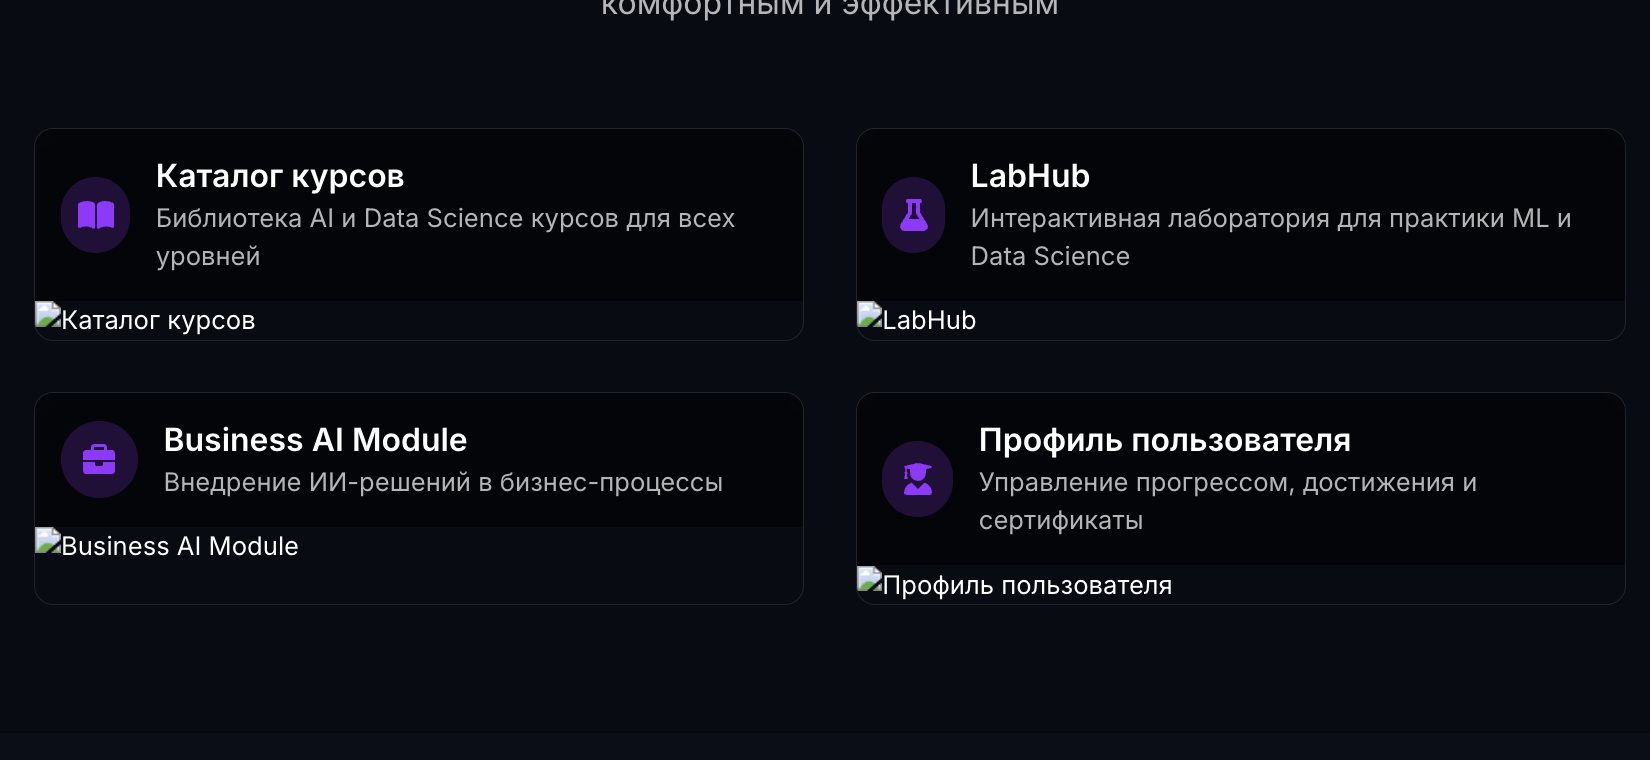 комфортным и эффективным
Каталог курсов
Библиотека AI и Data Science курсов для всех
уровней
Каталог курсов
LabHub
Интерактивная лаборатория для практики ML и
Data Science
LabHub
Business AI Module
Внедрение ИИ-решений в бизнес-процессы
Business AI Module
Профиль пользователя
Управление прогрессом, достижения и
сертификаты
Профиль пользователя